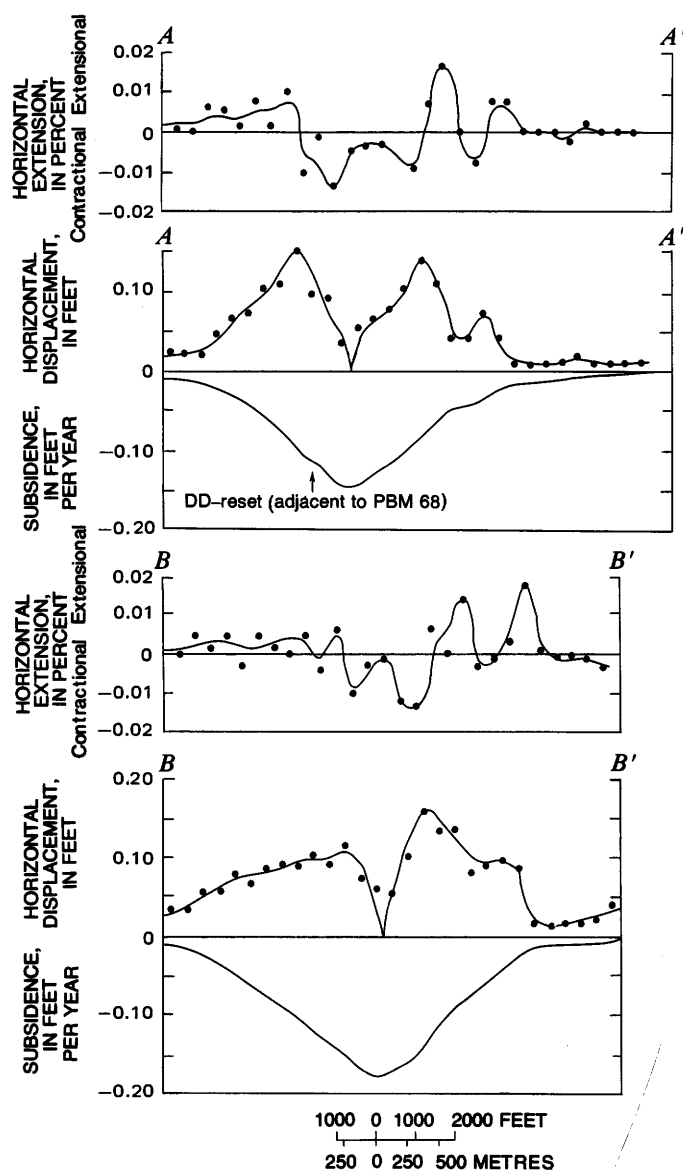 A A'
HORIZONTAL
EXTENSION,
IN PERCENT
Contractional Extensional
0.02
0.01
0
-0.01
-0.02
A A'
HORIZONTAL
DISPLACEMENT,
IN FEET
0.10
0
SUBSIDENCE,
IN FEET
PER YEAR
-0.10
DD-reset (adjacent to PBM 68)
-0.20
B B'
HORIZONTAL
EXTENSION,
IN PERCENT
Contractional Extensional
0.02
0.01
0
-0.01
-0.02
B B'
HORIZONTAL
DISPLACEMENT,
IN FEET
0.20
0.10
0
SUBSIDENCE,
IN FEET
PER YEAR
-0.10
-0.20
1000 0 1000 2000 FEET
250 0 250 500 METRES